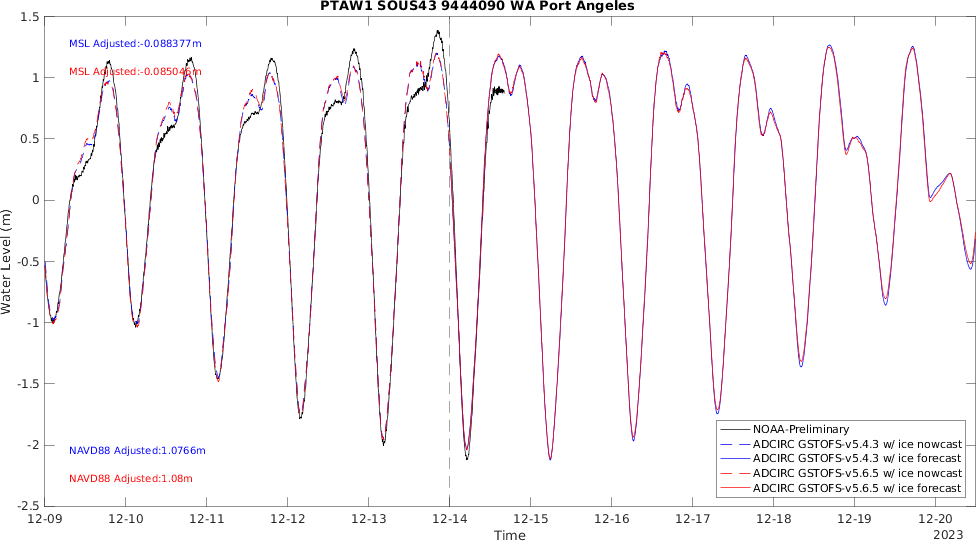 PTAW1 SOUS43 9444090 WA Port Angeles
1.5
1
0.5
0
-0.5
-1
-1.5
-2
-2.5
Water Level (m)
MSL Adjusted:-0.088377m
MSL Adjusted:-0.085046m
NAVD88 Adjusted:1.0766m
NAVD88 Adjusted:1.08m
NOAA-Preliminary
ADCIRC GSTOFS-v5.4.3 w/ ice nowcast
ADCIRC GSTOFS-v5.4.3 w/ ice forecast
ADCIRC GSTOFS-v5.6.5 w/ ice nowcast
ADCIRC GSTOFS-v5.6.5 w/ ice forecast
12-09 12-10 12-11 12-12 12-13 12-14 12-15 12-16 12-17 12-18 12-19 12-20
Time
2023